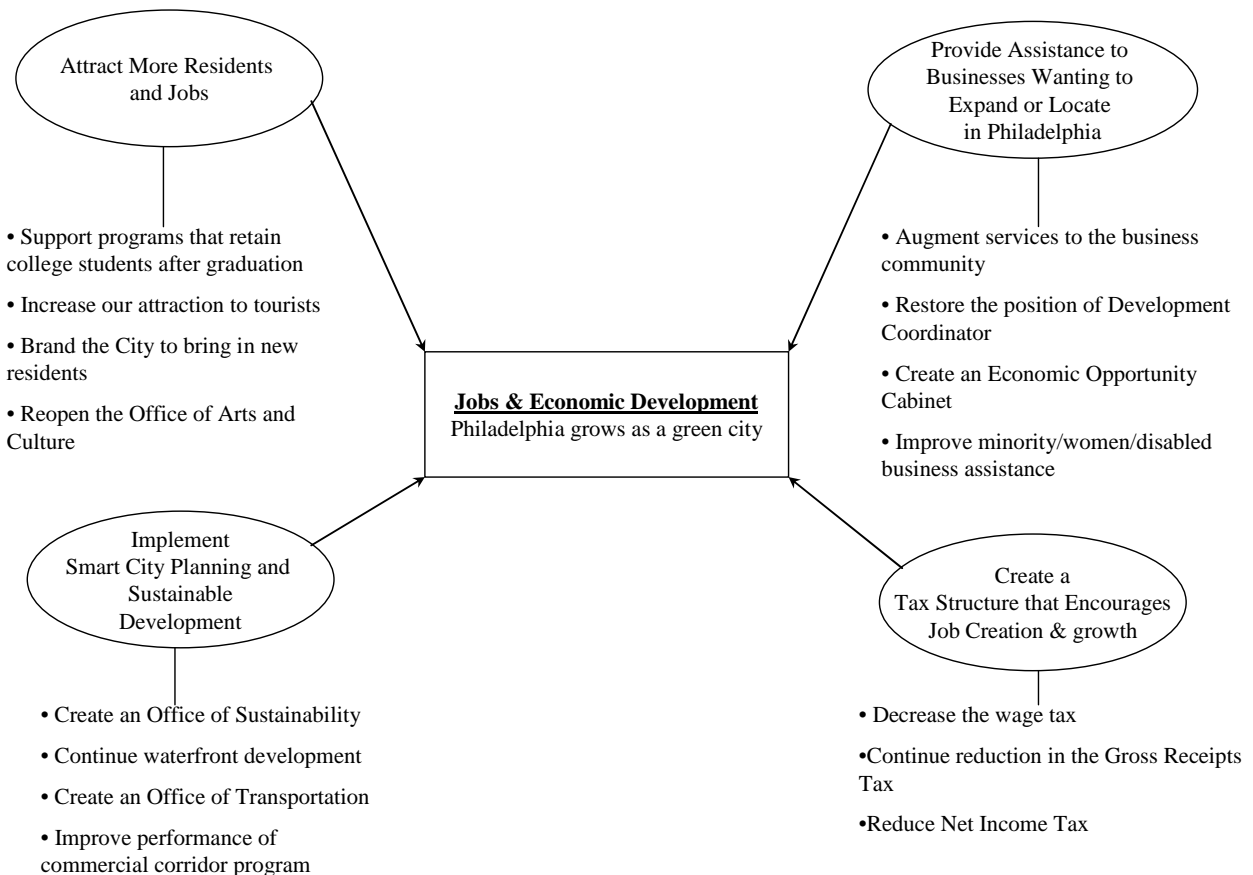 Attract More Residents
and Jobs
• Support programs that retain
college students after graduation
• Increase our attraction to tourists
• Brand the City to bring in new
residents
• Reopen the Office of Arts and
Culture
Provide Assistance to
Businesses Wanting to
Expand or Locate
in Philadelphia
• Augment services to the business
community
• Restore the position of Development
Coordinator
• Create an Economic Opportunity
Cabinet
• Improve minority/women/disabled
business assistance
Jobs & Economic Development
Philadelphia grows as a green city
Implement
Smart City Planning and
Sustainable
Development
• Create an Office of Sustainability
• Continue waterfront development
• Create an Office of Transportation
• Improve performance of
commercial corridor program
Create a
Tax Structure that Encourages
Job Creation & growth
• Decrease the wage tax
•Continue reduction in the Gross Receipts
Tax
•Reduce Net Income Tax